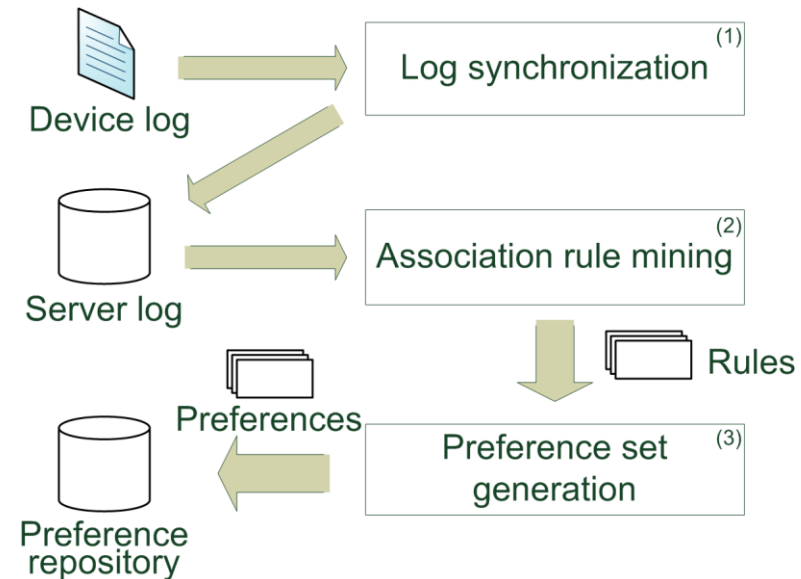 (1)
Log synchronization
Device log
(2)
Association rule mining
Server log
Rules
Preferences
(3)
Preference set
generation
Preference
repository